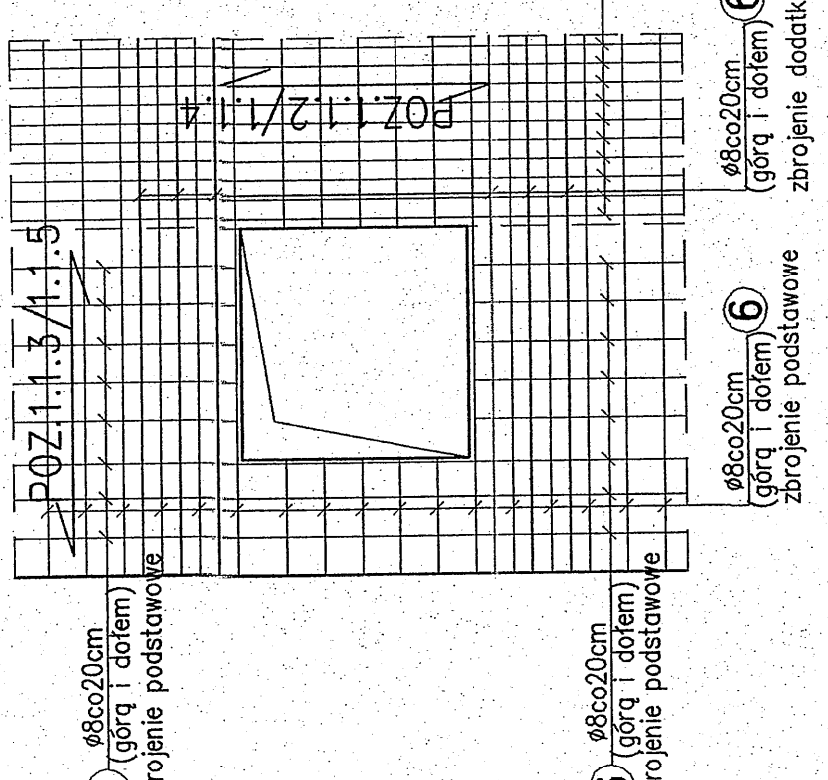 POZ.1.1.3/1.1.5
POZ.1.1.2/1.1.4
ø8co20cm
(górą i dołem)
zbrojenie dodatk
ø8co20cm 6
(górą i dołem)
zbrojenie podstawowe
ø8co20cm
(górą i dołem)
rojenie podstawowe
ø8co20cm
(górą i dołem)
rojenie podstawowe